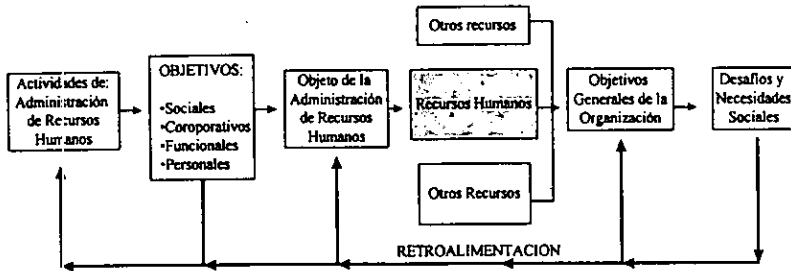 Otros recursos
Actividades de:
Administración
de Recursos
Humanos
OBJETIVOS:
•Sociales
•Coroporativos
•Funcionales
•Personales
Objeto de la
Administración
de Recursos
Humanos
Recursos Humanos
Objetivos
Generales de la
Organización
Desafíos y
Necesidades
Sociales
Otros Recursos
RETROALIMENTACION